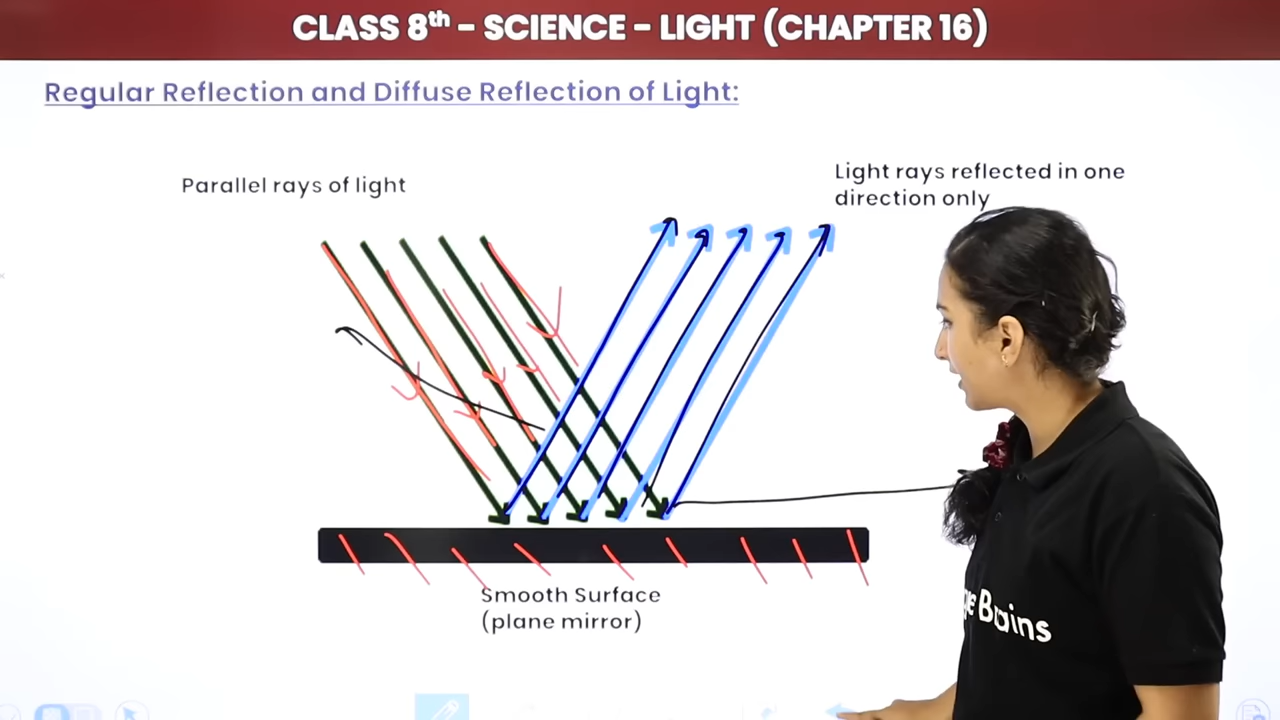 CLASS 8th - SCIENCE - LIGHT (CHAPTER 16)
Regular Reflection and Diffuse Reflection of Light:
Parallel rays of light
Light rays reflected in one
direction only
Smooth Surface
(plane mirror)
Brains